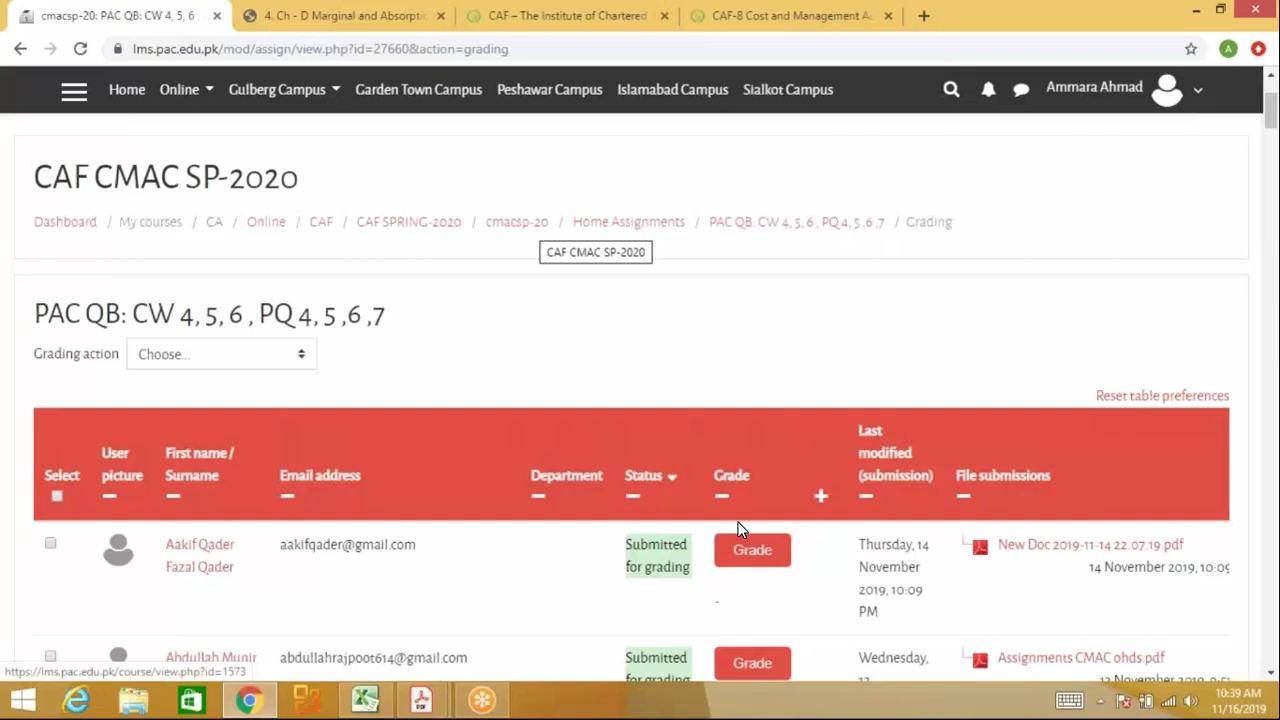 cmacsp-20: PAC QB: CW 4, 5, 6
4. Ch - D Marginal and Absorpti
CAF – The Institute of Chartered
CAF-8 Cost and Management Ac
lms.pac.edu.pk/mod/assign/view.php?id=27660&action=grading
A
Home Online Gulberg Campus Garden Town Campus Peshawar Campus Islamabad Campus Sialkot Campus
Ammara Ahmad
CAF CMAC SP-2020
Dashboard / My courses / CA / Online / CAF / CAF SPRING-2020 / cmacsp-20 / Home Assignments / PAC QB: CW 4, 5, 6 , PQ 4, 5 ,6 ,7 / Grading
CAF CMAC SP-2020
PAC QB: CW 4, 5, 6 , PQ 4, 5 ,6 ,7
Grading action Choose...
Reset table preferences
Select
User picture
First name / Surname
Email address
Department
Status
Grade
Last modified (submission)
File submissions
Aakif Qader Fazal Qader
aakifqader@gmail.com
Submitted for grading
Grade
-
Thursday, 14 November 2019, 10:09 PM
New Doc 2019-11-14 22.07.19.pdf
14 November 2019, 10:09
Abdullah Munir
abdullahrajpoot614@gmail.com
Submitted for grading
Grade
Wednesday,
Assignments CMAC ohds.pdf
https://lms.pac.edu.pk/course/view.php?id=1573
10:39 AM
11/16/2019